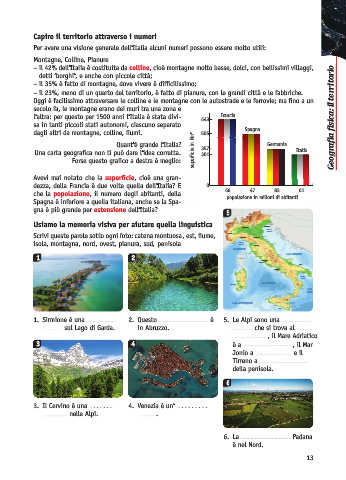 Capire il territorio attraverso i numeri
Per avere una visione generale dell'Italia alcuni numeri possono essere molto utili:
Montagne, Colline, Pianure
– Il 42% dell'Italia è costituita da colline, cioè montagne molto basse, dolci, con bellissimi villaggi,
detti "borghi", e anche con piccole città;
– Il 35% è fatto di montagne, dove vivere è difficilissimo;
– Il 23%, meno di un quarto del territorio, è fatto di pianure, con le grandi città e le fabbriche.
Oggi è facilissimo attraversare le colline e le montagne con le autostrade e le ferrovie; ma fino a un
secolo fa, le montagne erano dei muri tra una zona e
l'altra: per questo per 1500 anni l'Italia è stata divi-
sa in tanti piccoli stati autonomi, ciascuno separato
dagli altri da montagne, colline, fiumi.
Quant'è grande l'Italia?
Una carta geografica non ti può dare l'idea corretta.
Forse questo grafico a destra è meglio:
Avevi mai notato che la superficie, cioè una gran-
dezza, della Francia è due volte quella dell'Italia? E
che la popolazione, il numero degli abitanti, della
Spagna è inferiore a quella italiana, anche se la Spa-
gna è più grande per estensione dell'Italia?
superficie in Km²
Francia
Spagna
Germania
Italia
0
66
47
83
61
popolazione in milioni di abitanti
Usiamo la memoria visiva per aiutare quella linguistica
Scrivi queste parole sotto ogni foto: catena montuosa, est, fiume,
isola, montagna, nord, ovest, pianura, sud, penisola
1
2
5
1. Sirmione è una ..........
sul Lago di Garda.
2. Questo .......... è
in Abruzzo.
5. Le Alpi sono una ..........
.......... che si trova al
.........., il Mare Adriatico
è a .........., il Mar
Jonio a .......... e il
Tirreno a ..........
della penisola.
3
4
6
3. Il Cervino è una .......
.......... nelle Alpi.
4. Venezia è un' .........
.......
6. La .......... Padana
è nel Nord.
Geografia fisica: il territorio
13